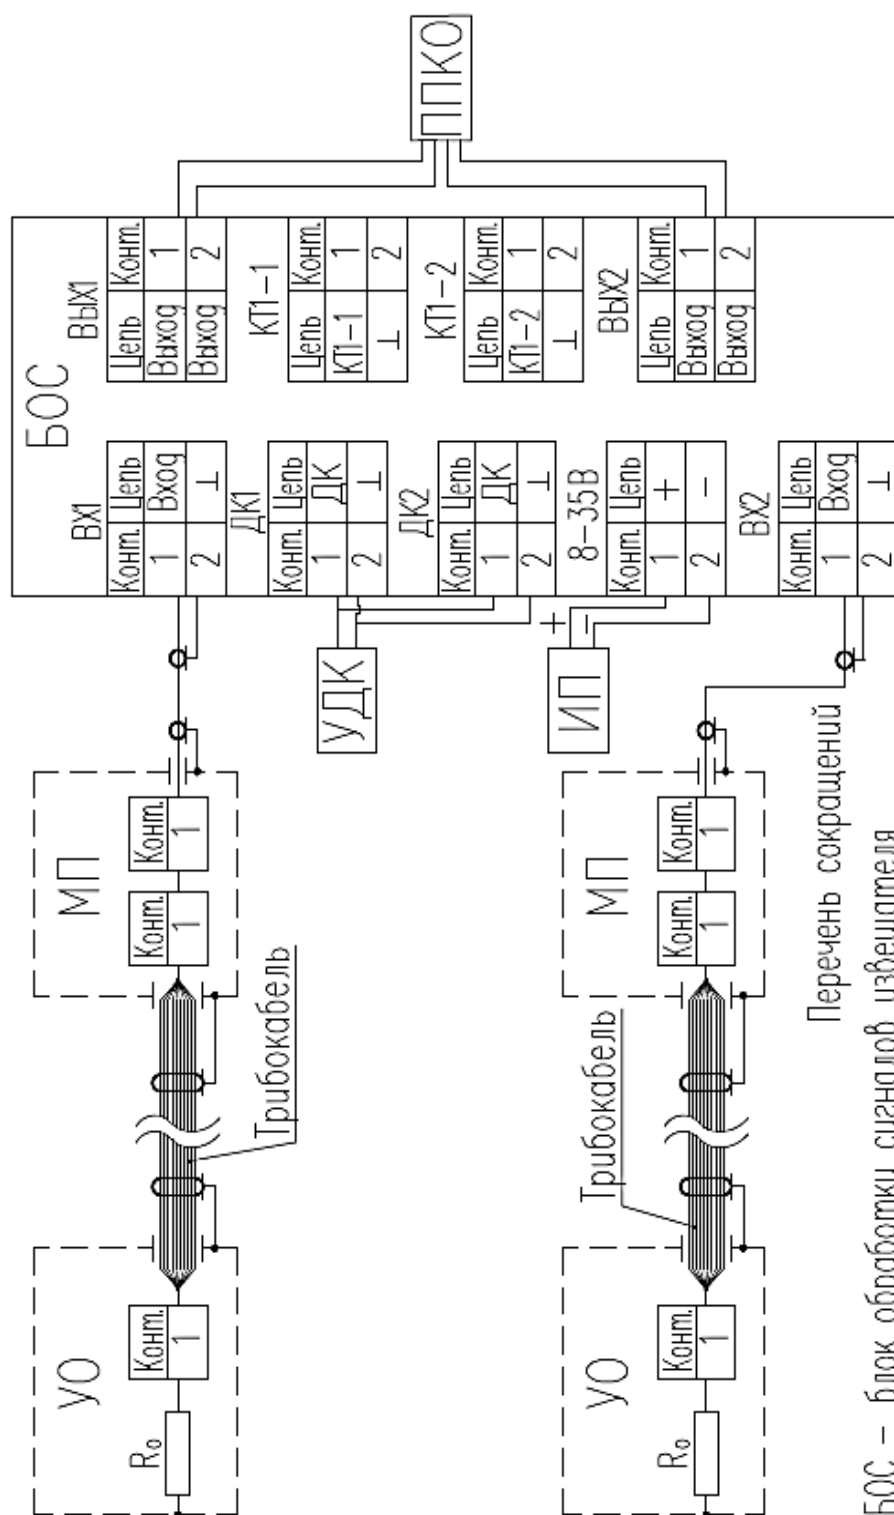 БОС
ППКО
ВХ1
Конт. Цепь
1 Вход
2 ⊥
ДК1
Конт. Цепь
1 ДК
2 ⊥
ДК2
Конт. Цепь
1 ДК
2 ⊥
8-35В
Конт. Цепь
1 +
2 -
ВХ2
Конт. Цепь
1 Вход
2 ⊥
ВЫХ1
Цепь Конт.
Выход 1
Выход 2
КТ1-1
Цепь Конт.
КТ1-1 1
⊥ 2
КТ1-2
Цепь Конт.
КТ1-2 1
⊥ 2
ВЫХ2
Цепь Конт.
Выход 1
Выход 2
УДК
ИП
+
-
УО
R₀
Конт.
1
Трибокабель
МП
Конт.
1
Конт.
1
УО
R₀
Конт.
1
Трибокабель
МП
Конт.
1
Конт.
1
Перечень сокращений
БОС - блок обработки сигналов извещателя